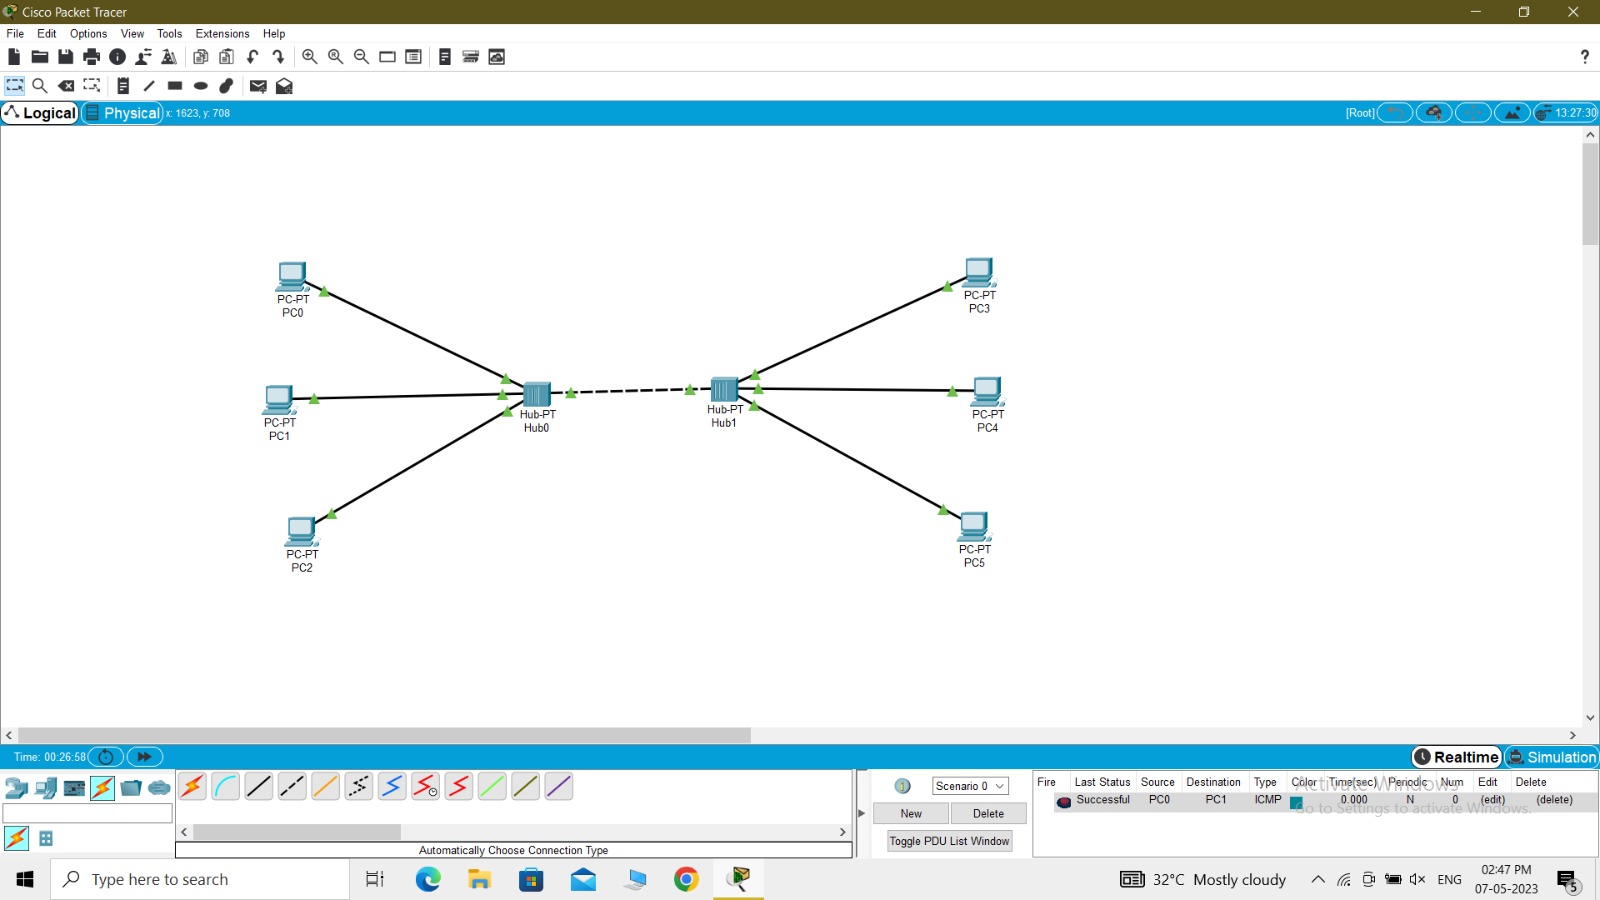 Cisco Packet Tracer
File Edit Options View Tools Extensions Help
?
Logical Physical x: 1623, y: 708 [Root] 13:27:30
PC-PT
PC0
PC-PT
PC3
PC-PT
PC1
Hub-PT
Hub0
Hub-PT
Hub1
PC-PT
PC4
PC-PT
PC2
PC-PT
PC5
Time: 00:26:58 Realtime Simulation
Scenario 0
New Delete
Toggle PDU List Window
Fire Last Status Source Destination Type Color Time(sec) Periodic Num Edit Delete
Successful PC0 PC1 ICMP 0.000 N 0 (edit) (delete)
Activate Windows
Go to Settings to activate Windows.
Automatically Choose Connection Type
Type here to search
32°C Mostly cloudy ENG
02:47 PM
07-05-2023
5